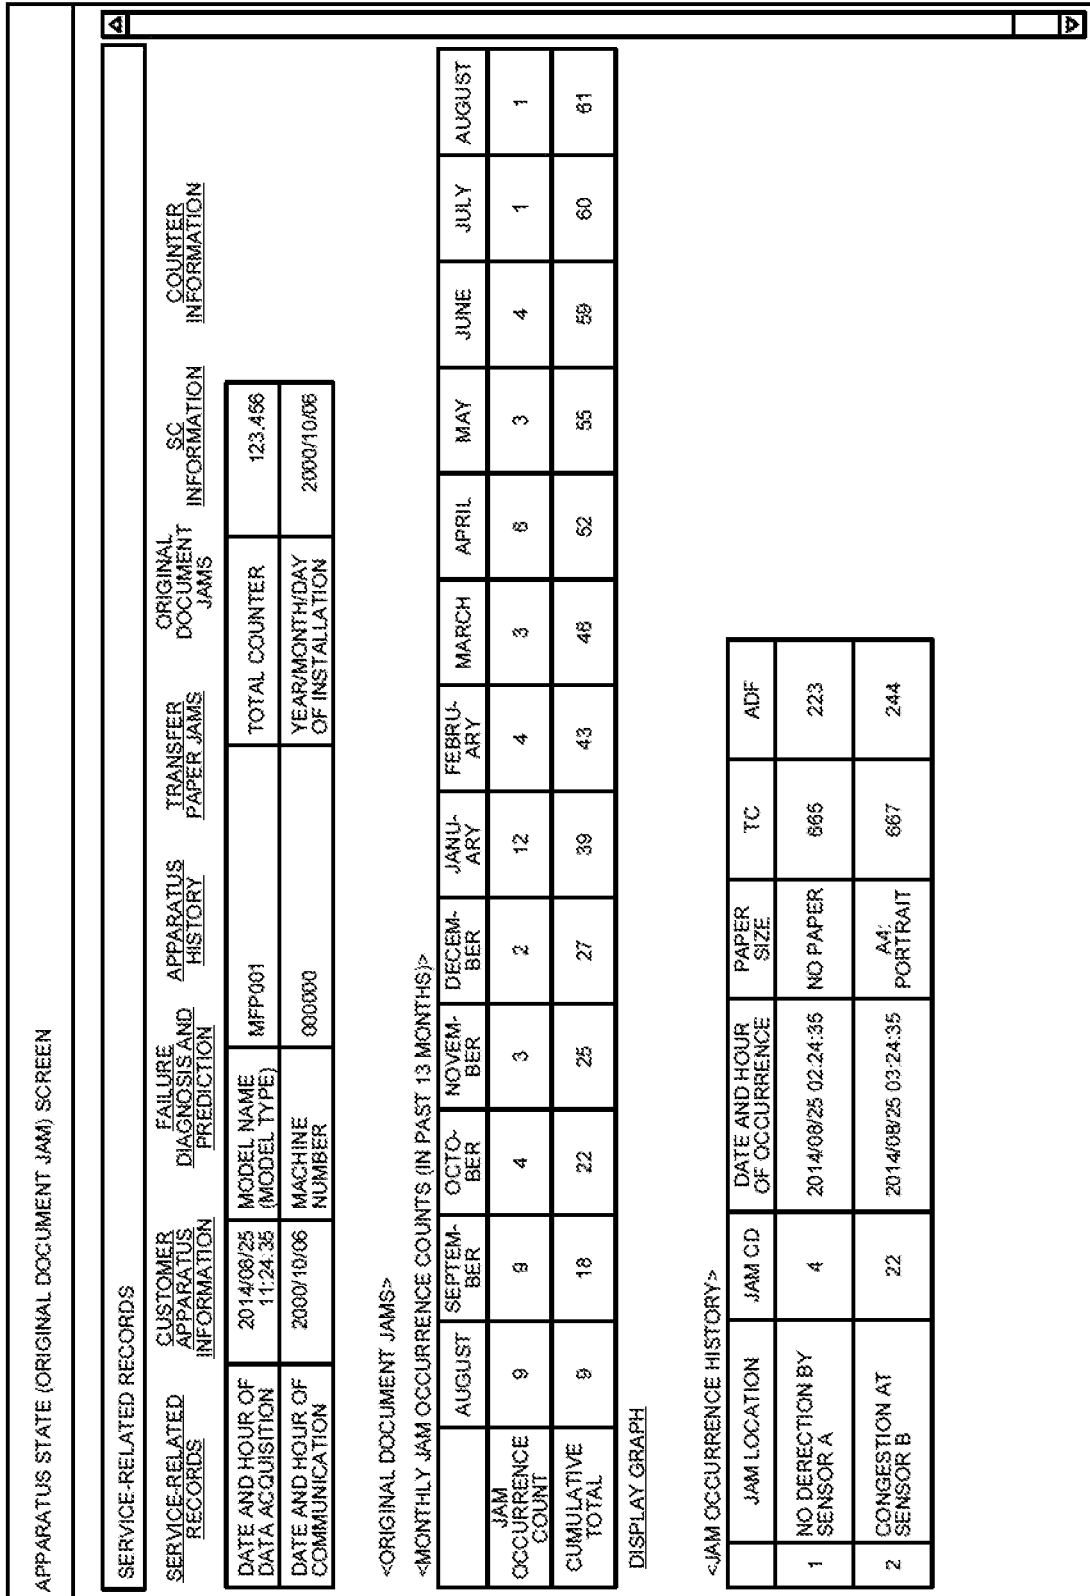 APPARATUS STATE (ORIGINAL DOCUMENT JAM) SCREEN
SERVICE-RELATED RECORDS
SERVICE-RELATED RECORDS CUSTOMER APPARATUS INFORMATION FAILURE DIAGNOSIS AND PREDICTION APPARATUS HISTORY TRANSFER PAPER JAMS ORIGINAL DOCUMENT JAMS SC INFORMATION COUNTER INFORMATION
DATE AND HOUR OF DATA ACQUISITION 2014/08/25 11:24:35 MODEL NAME (MODEL TYPE) MFP001 TOTAL COUNTER 123,456
DATE AND HOUR OF COMMUNICATION 2000/10/06 MACHINE NUMBER 000000 YEAR/MONTH/DAY OF INSTALLATION 2000/10/06
<ORIGINAL DOCUMENT JAMS>
<MONTHLY JAM OCCURRENCE COUNTS (IN PAST 13 MONTHS)>
AUGUST SEPTEM-BER OCTO-BER NOVEM-BER DECEM-BER JANU-ARY FEBRU-ARY MARCH APRIL MAY JUNE JULY AUGUST
JAM OCCURRENCE COUNT 9 9 4 3 2 12 4 3 6 3 4 1 1
CUMULATIVE TOTAL 9 18 22 25 27 39 43 46 52 55 59 60 61
DISPLAY GRAPH
<JAM OCCURRENCE HISTORY>
JAM LOCATION JAM CD DATE AND HOUR OF OCCURRENCE PAPER SIZE TC ADF
1 NO DERECTION BY SENSOR A 4 2014/08/25 02:24:35 NO PAPER 665 223
2 CONGESTION AT SENSOR B 22 2014/08/25 03:24:35 A4: PORTRAIT 667 244